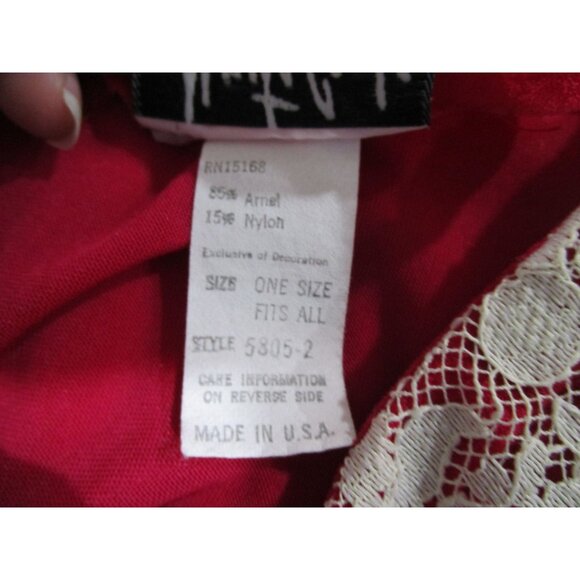 RN15168
85% Arnel
15% Nylon
Exclusive of Decoration
SIZE ONE SIZE
FITS ALL
STYLE 5805-2
CARE INFORMATION
ON REVERSE SIDE
MADE IN U.S.A.